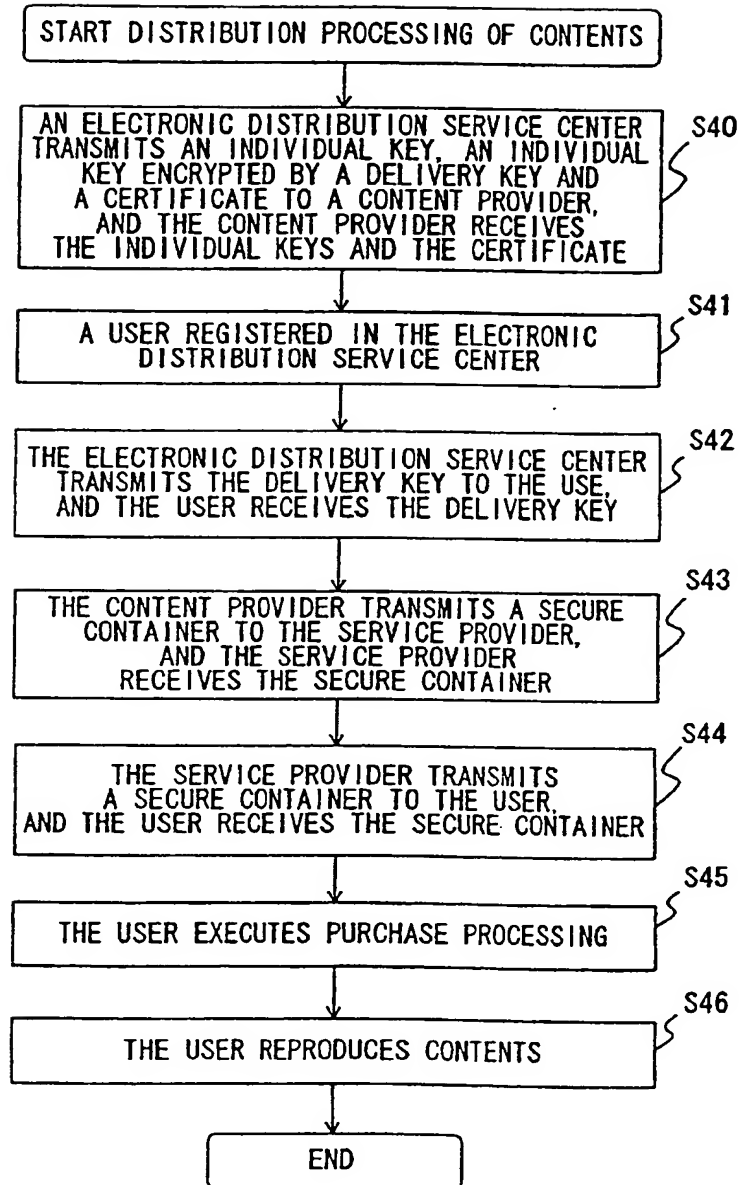 START DISTRIBUTION PROCESSING OF CONTENTS
AN ELECTRONIC DISTRIBUTION SERVICE CENTER
TRANSMITS AN INDIVIDUAL KEY, AN INDIVIDUAL
KEY ENCRYPTED BY A DELIVERY KEY AND
A CERTIFICATE TO A CONTENT PROVIDER,
AND THE CONTENT PROVIDER RECEIVES
THE INDIVIDUAL KEYS AND THE CERTIFICATE
S40
A USER REGISTERED IN THE ELECTRONIC
DISTRIBUTION SERVICE CENTER
S41
THE ELECTRONIC DISTRIBUTION SERVICE CENTER
TRANSMITS THE DELIVERY KEY TO THE USE,
AND THE USER RECEIVES THE DELIVERY KEY
S42
THE CONTENT PROVIDER TRANSMITS A SECURE
CONTAINER TO THE SERVICE PROVIDER,
AND THE SERVICE PROVIDER
RECEIVES THE SECURE CONTAINER
S43
THE SERVICE PROVIDER TRANSMITS
A SECURE CONTAINER TO THE USER,
AND THE USER RECEIVES THE SECURE CONTAINER
S44
THE USER EXECUTES PURCHASE PROCESSING
S45
THE USER REPRODUCES CONTENTS
S46
END